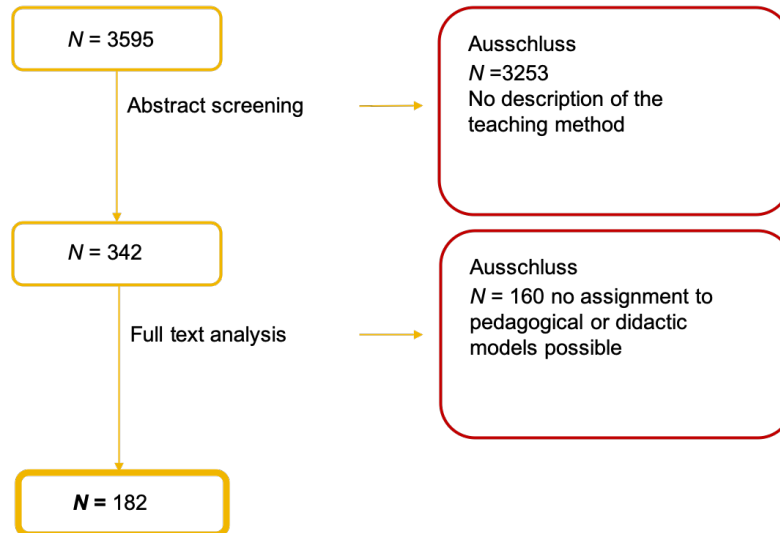 N = 3595
Ausschluss
N =3253
No description of the
teaching method
Abstract screening
N = 342
Ausschluss
N = 160 no assignment to
pedagogical or didactic
models possible
Full text analysis
N = 182